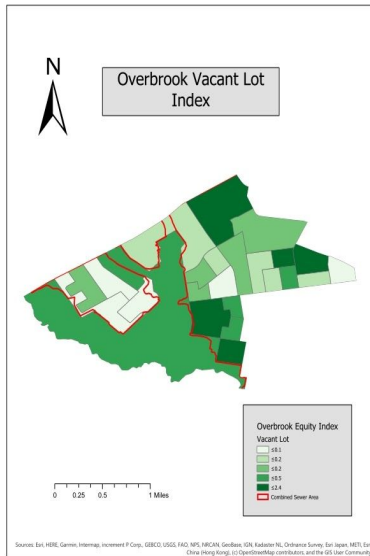 N
Overbrook Vacant Lot
Index
Overbrook Equity Index
Vacant Lot
≤0.1
≤0.2
≤0.2
≤0.5
≤2.4
Combined Sewer Area
0 0.5 1 Miles
Sources: Esri, HERE, Garmin, Intermap, increment P Corp., GEBCO, USGS, FAO, NPS, NRCAN, GeoBase, IGN, Kadaster NL, Ordnance Survey, Esri Japan, METI, Esri
China (Hong Kong), (c) OpenStreetMap contributors, and the GIS User Community